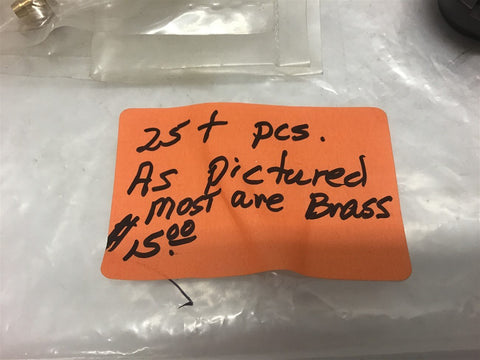 25+ pcs.
As Pictured
most are Brass
$15.00